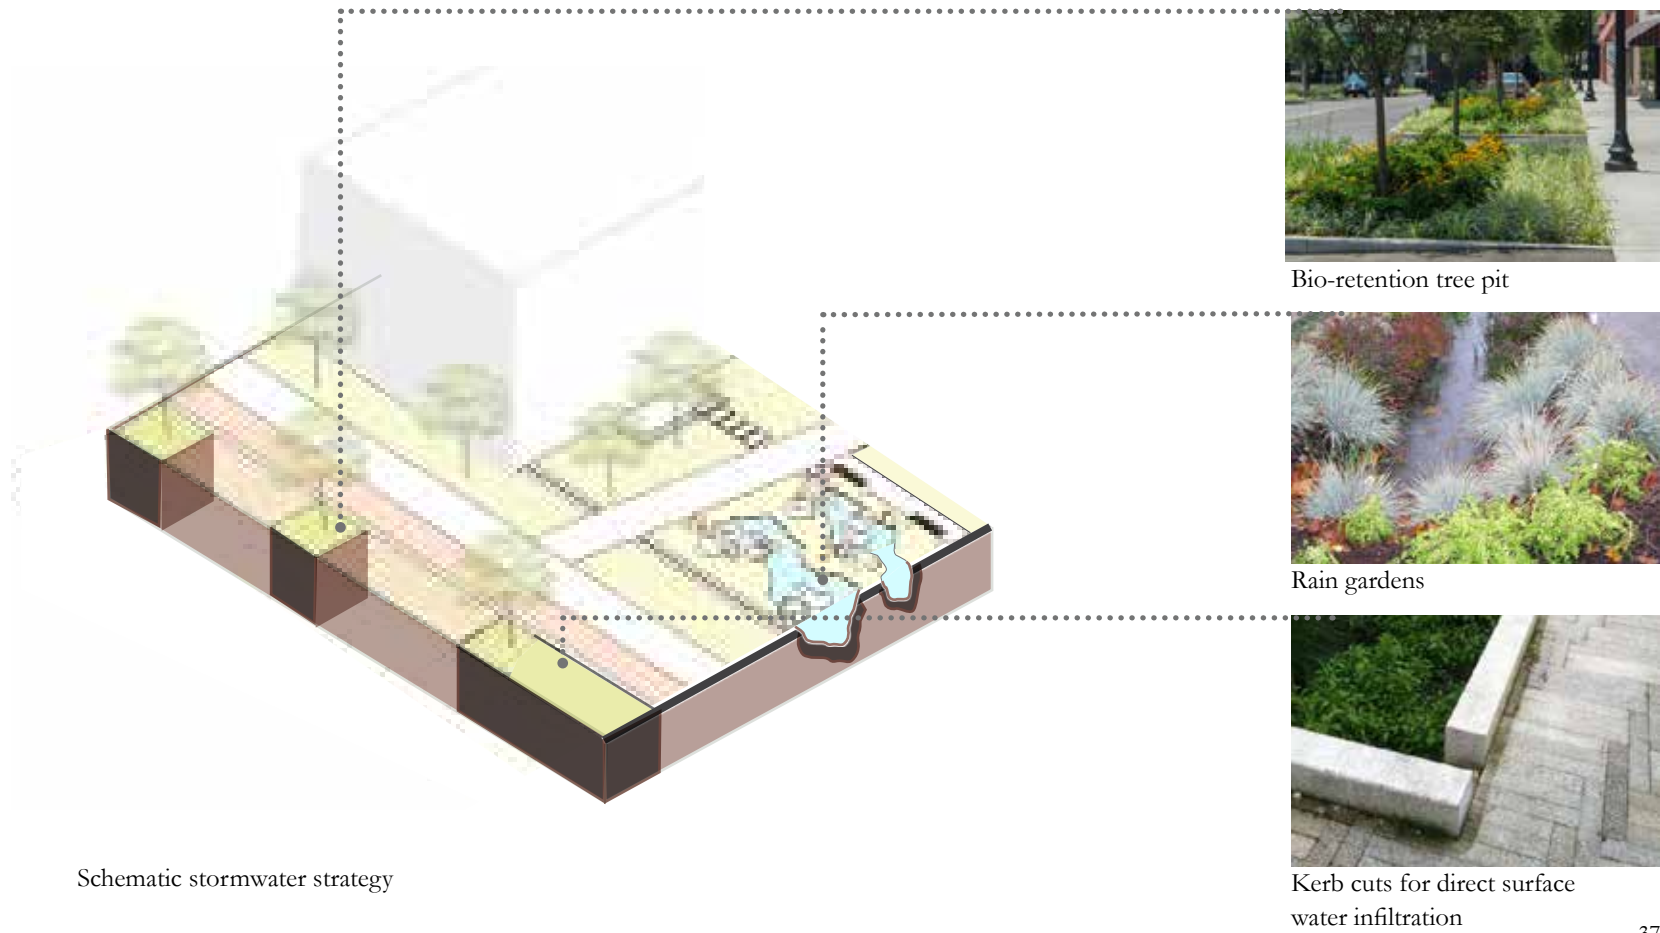 Bio-retention tree pit
Rain gardens
Schematic stormwater strategy
Kerb cuts for direct surface
water infiltration
37